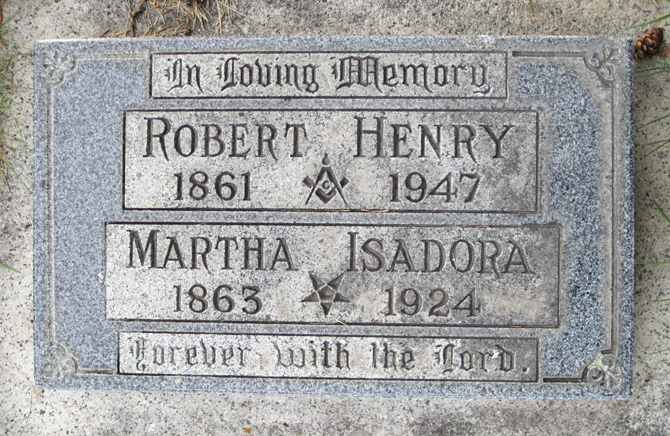 In Loving Memory
ROBERT HENRY
1861 G 1947
MARTHA ISADORA
1863 1924
Forever with the Lord.